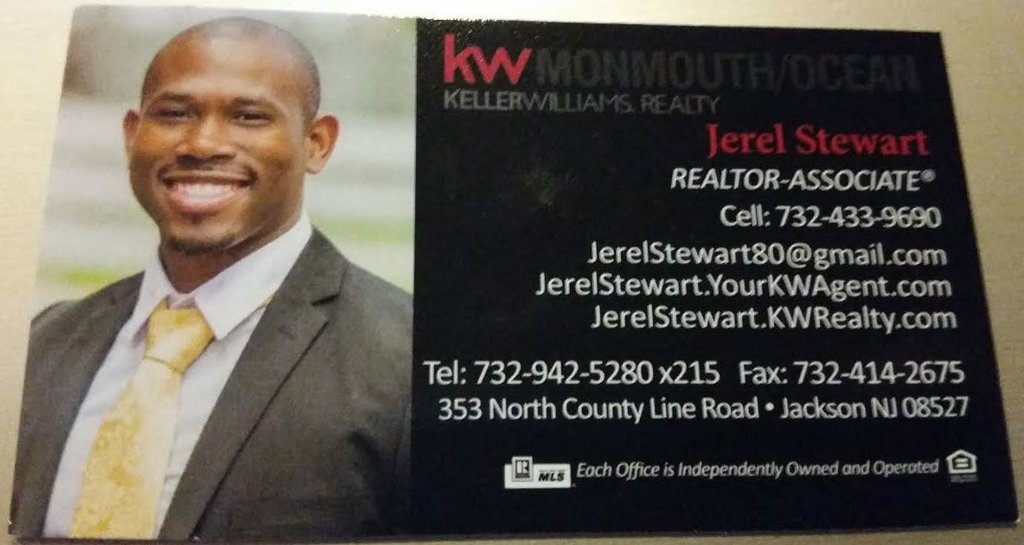 kw MONMOUTH/OCEAN
KELLERWILLIAMS. REALTY
Jerel Stewart
REALTOR-ASSOCIATE®
Cell: 732-433-9690
JerelStewart80@gmail.com
JerelStewart.YourKWAgent.com
JerelStewart.KWRealty.com
Tel: 732-942-5280 x215 Fax: 732-414-2675
353 North County Line Road • Jackson NJ 08527
R MLS Each Office is Independently Owned and Operated